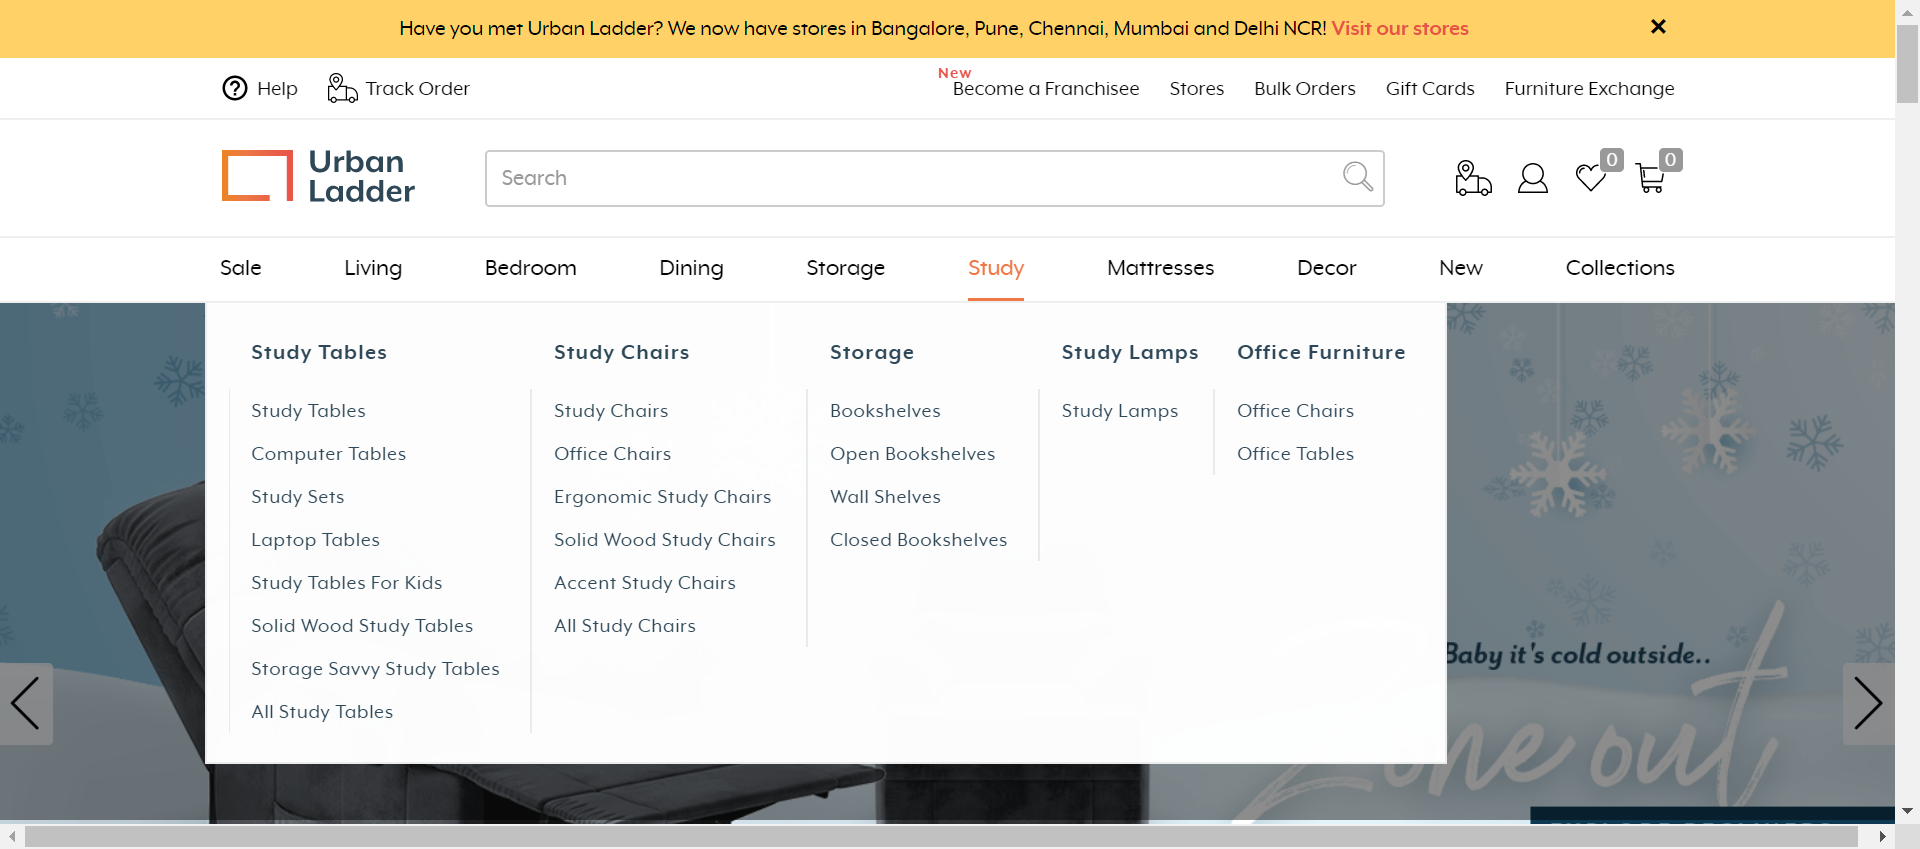 Have you met Urban Ladder? We now have stores in Bangalore, Pune, Chennai, Mumbai and Delhi NCR! Visit our stores
Help
Track Order
New
Become a Franchisee
Stores
Bulk Orders
Gift Cards
Furniture Exchange
Urban
Ladder
Search
0
0
Sale
Living
Bedroom
Dining
Storage
Study
Mattresses
Decor
New
Collections
Study Tables
Study Tables
Computer Tables
Study Sets
Laptop Tables
Study Tables For Kids
Solid Wood Study Tables
Storage Savvy Study Tables
All Study Tables
Study Chairs
Study Chairs
Office Chairs
Ergonomic Study Chairs
Solid Wood Study Chairs
Accent Study Chairs
All Study Chairs
Storage
Bookshelves
Open Bookshelves
Wall Shelves
Closed Bookshelves
Study Lamps
Study Lamps
Office Furniture
Office Chairs
Office Tables
Baby it's cold outside..
Zone out